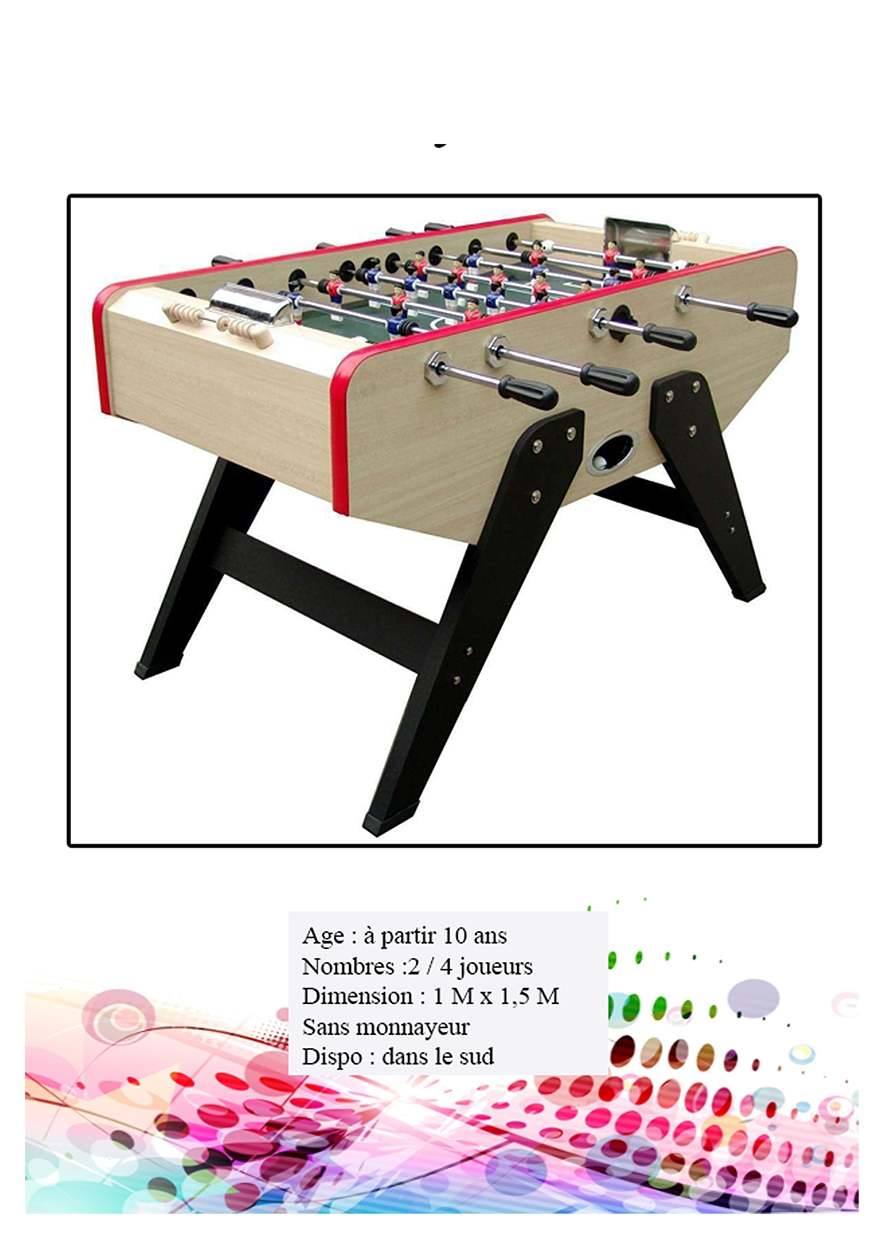 Age : à partir 10 ans
Nombres :2 / 4 joueurs
Dimension : 1 M x 1,5 M
Sans monnayeur
Dispo : dans le sud